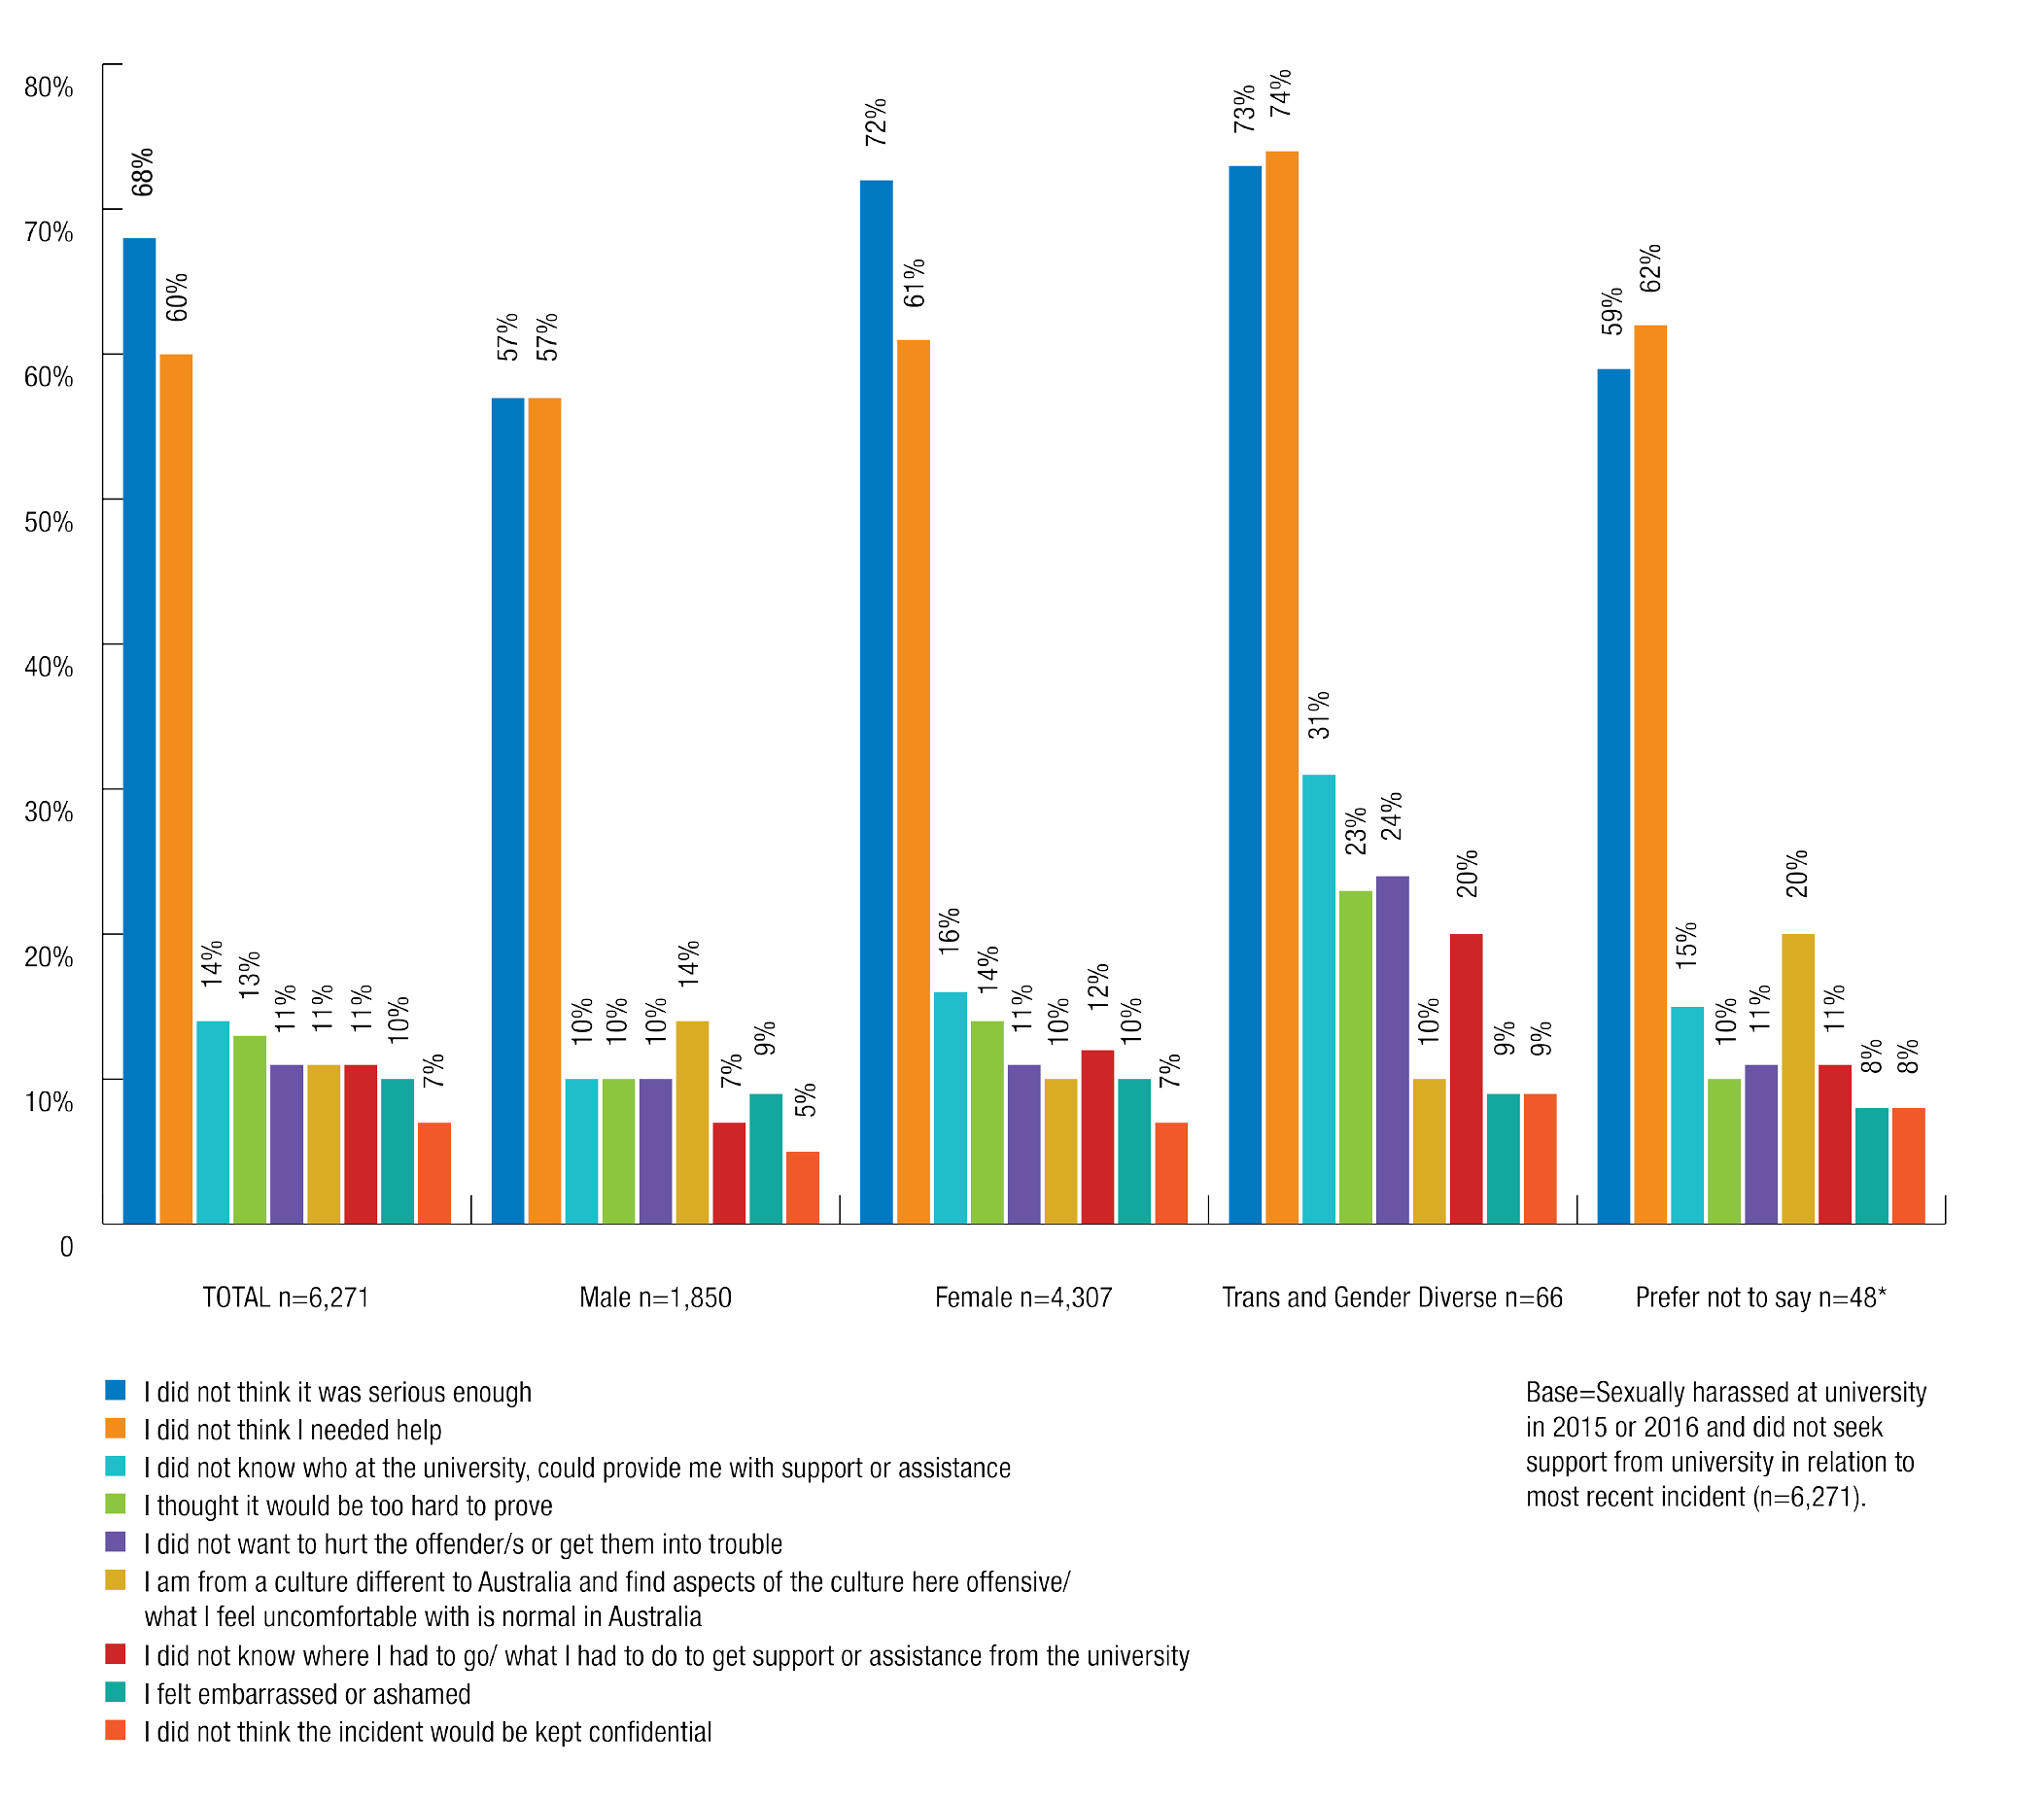 80%
70%
60%
50%
40%
30%
20%
10%
0
68%
60%
14%
13%
11%
11%
11%
10%
7%
57%
57%
10%
10%
10%
14%
7%
9%
5%
72%
61%
16%
14%
11%
10%
12%
10%
7%
73%
74%
31%
23%
24%
10%
20%
9%
9%
59%
62%
15%
10%
11%
20%
11%
8%
8%
TOTAL n=6,271
Male n=1,850
Female n=4,307
Trans and Gender Diverse n=66
Prefer not to say n=48*
I did not think it was serious enough
I did not think I needed help
I did not know who at the university, could provide me with support or assistance
I thought it would be too hard to prove
I did not want to hurt the offender/s or get them into trouble
I am from a culture different to Australia and find aspects of the culture here offensive/
what I feel uncomfortable with is normal in Australia
I did not know where I had to go/ what I had to do to get support or assistance from the university
I felt embarrassed or ashamed
I did not think the incident would be kept confidential
Base=Sexually harassed at university
in 2015 or 2016 and did not seek
support from university in relation to
most recent incident (n=6,271).